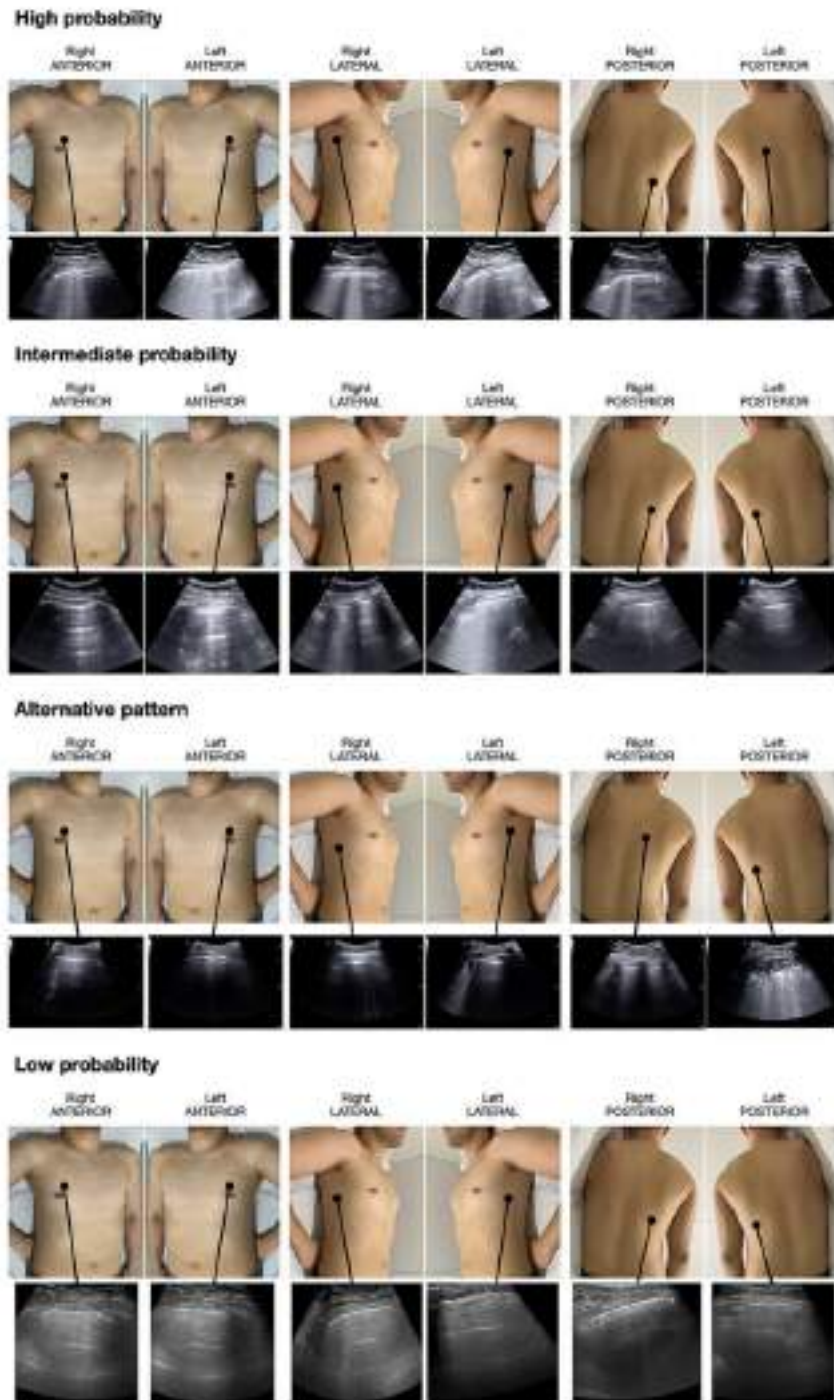 High probability
Right Left Right Left Right Left
ANTERIOR ANTERIOR LATERAL LATERAL POSTERIOR POSTERIOR
Intermediate probability
Right Left Right Left Right Left
ANTERIOR ANTERIOR LATERAL LATERAL POSTERIOR POSTERIOR
Alternative pattern
Right Left Right Left Right Left
ANTERIOR ANTERIOR LATERAL LATERAL POSTERIOR POSTERIOR
Low probability
Right Left Right Left Right Left
ANTERIOR ANTERIOR LATERAL LATERAL POSTERIOR POSTERIOR